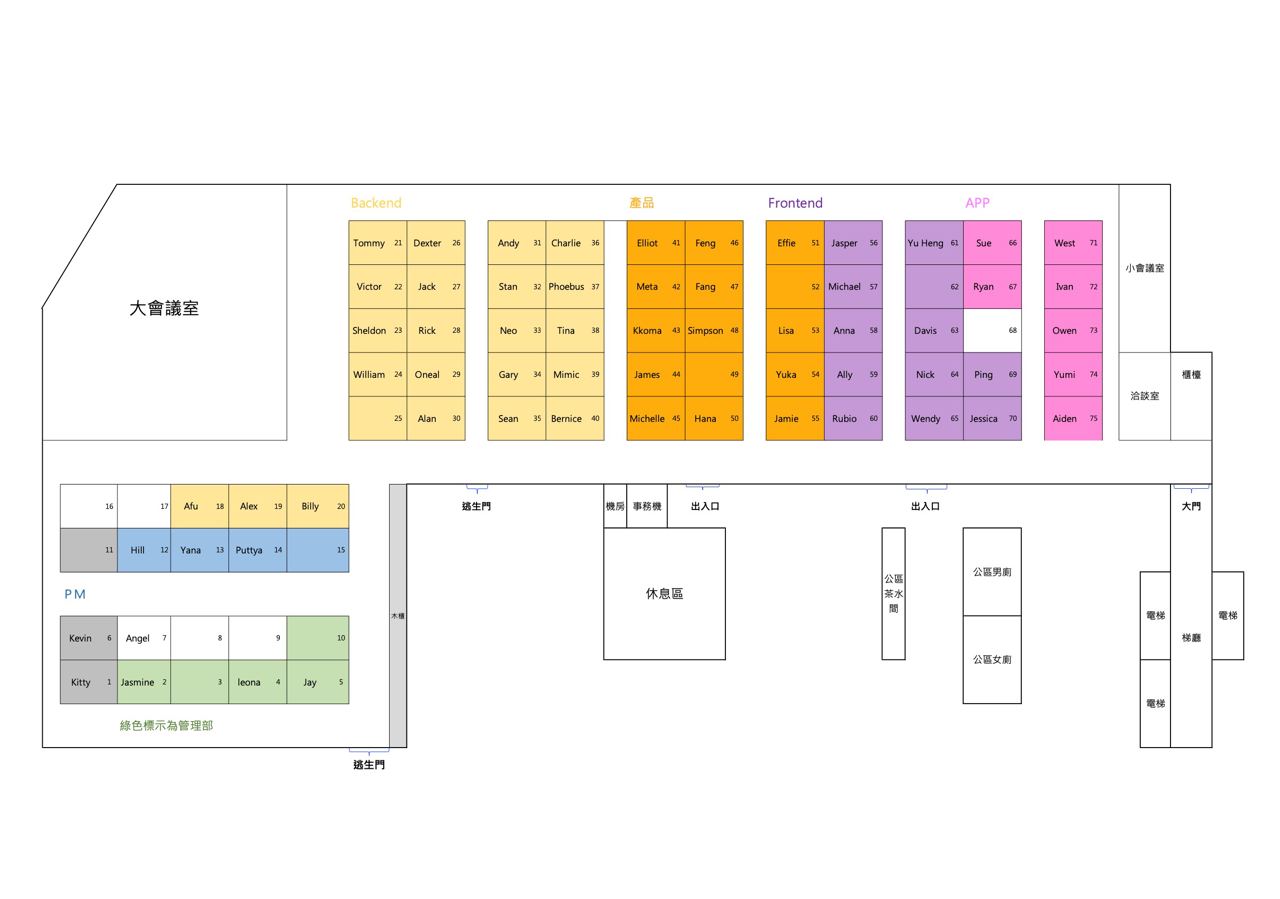 Backend
產品
Frontend
APP
Tommy 21 Dexter 26 Andy 31 Charlie 36 Elliot 41 Feng 46 Effie 51 Jasper 56 Yu Heng 61 Sue 66 West 71
小會議室
Victor 22 Jack 27 Stan 32 Phoebus 37 Meta 42 Fang 47 52 Michael 57 62 Ryan 67 Ivan 72
大會議室
Sheldon 23 Rick 28 Neo 33 Tina 38 Kkoma 43 Simpson 48 Lisa 53 Anna 58 Davis 63 68 Owen 73
William 24 Oneal 29 Gary 34 Mimic 39 James 44 49 Yuka 54 Ally 59 Nick 64 Ping 69 Yumi 74
櫃檯
洽談室
25 Alan 30 Sean 35 Bernice 40 Michelle 45 Hana 50 Jamie 55 Rubio 60 Wendy 65 Jessica 70 Aiden 75
16 17 Afu 18 Alex 19 Billy 20
逃生門
機房
事務機
出入口
出入口
大門
11 Hill 12 Yana 13 Puttya 14 15
PM
休息區
公區
茶水
間
公區男廁
木櫃
電梯
電梯
梯廳
Kevin 6 Angel 7 8 9 10
公區女廁
Kitty 1 Jasmine 2 3 leona 4 Jay 5
電梯
綠色標示為管理部
逃生門